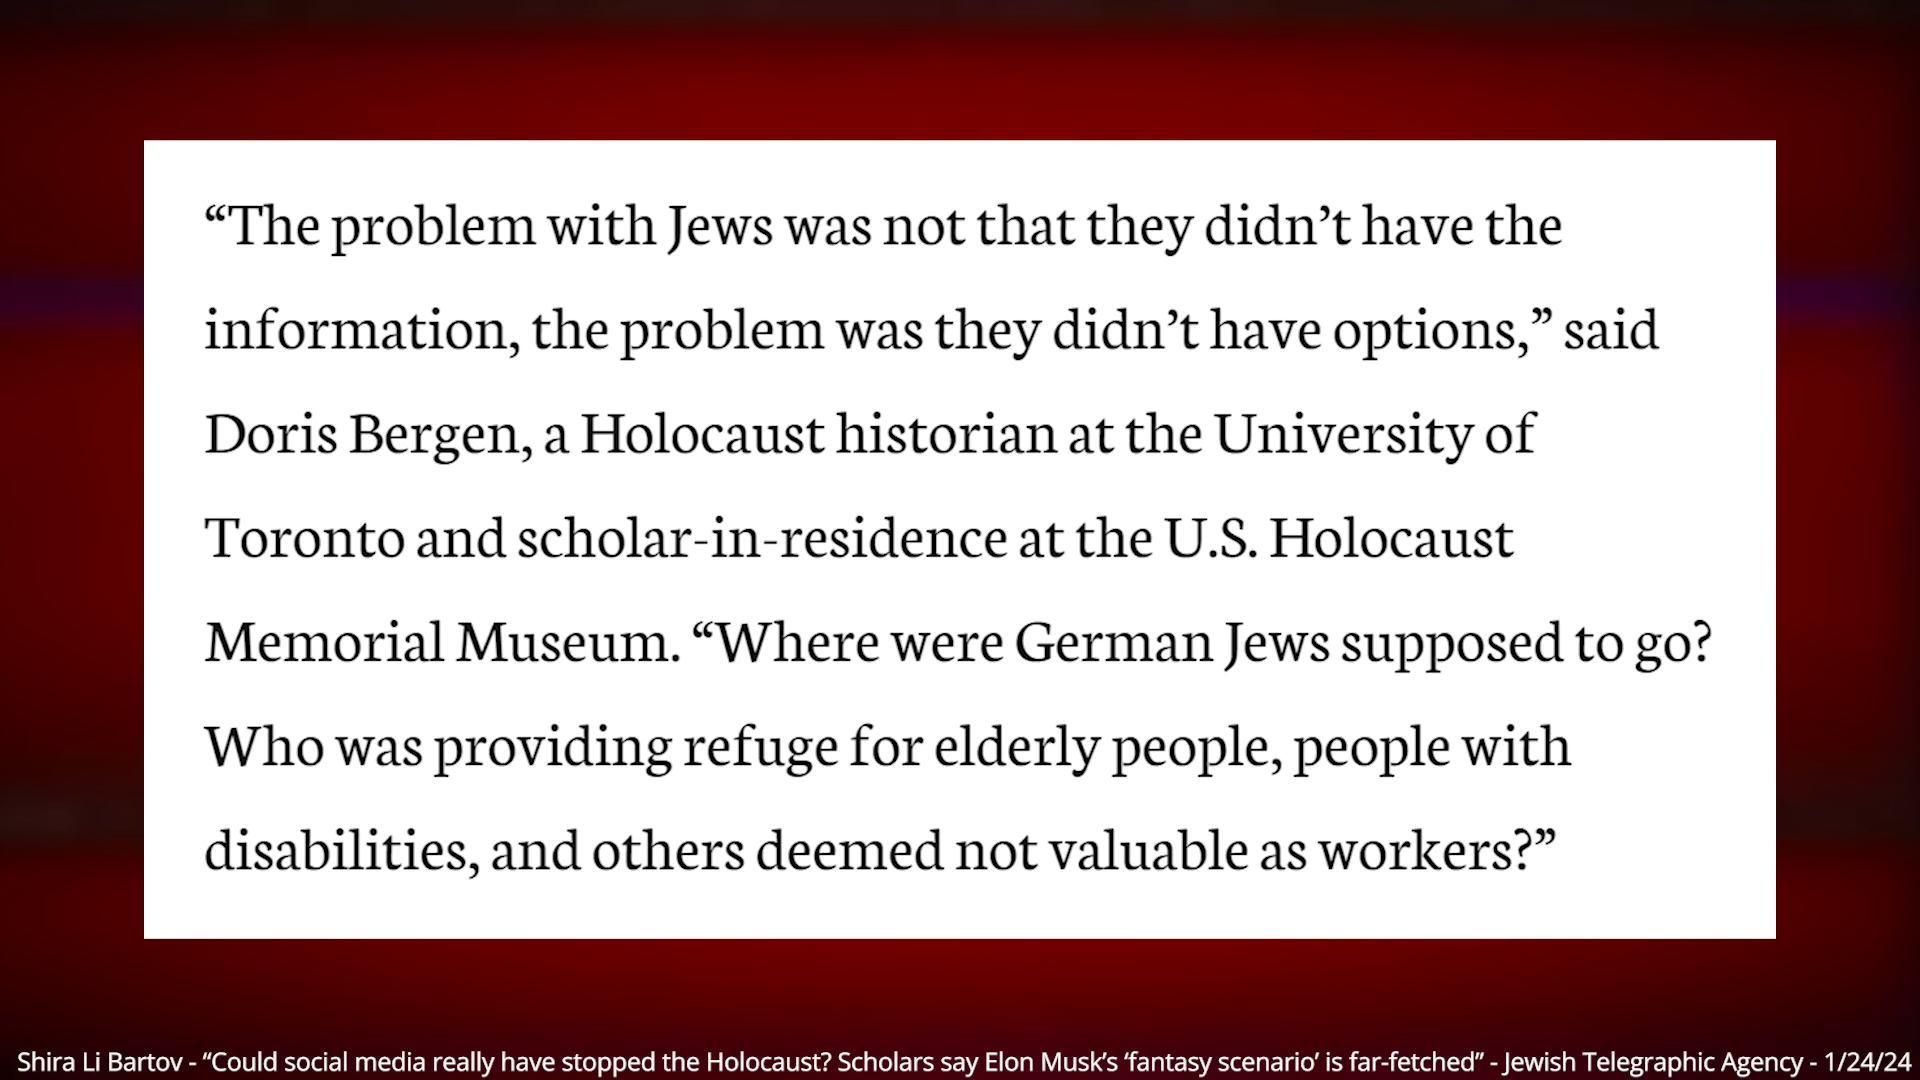 “The problem with Jews was not that they didn’t have the
information, the problem was they didn’t have options,” said
Doris Bergen, a Holocaust historian at the University of
Toronto and scholar-in-residence at the U.S. Holocaust
Memorial Museum. “Where were German Jews supposed to go?
Who was providing refuge for elderly people, people with
disabilities, and others deemed not valuable as workers?”
Shira Li Bartov - “Could social media really have stopped the Holocaust? Scholars say Elon Musk’s ‘fantasy scenario’ is far-fetched” - Jewish Telegraphic Agency - 1/24/24